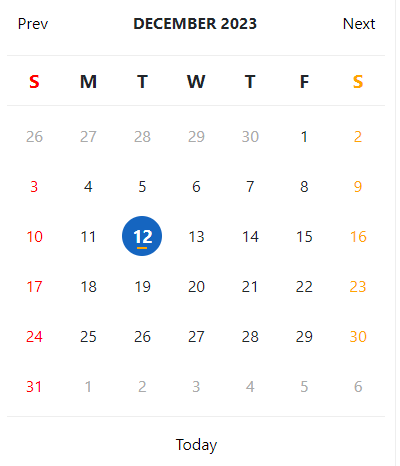 Prev DECEMBER 2023 Next
S M T W T F S
26 27 28 29 30 1 2
3 4 5 6 7 8 9
10 11 12 13 14 15 16
17 18 19 20 21 22 23
24 25 26 27 28 29 30
31 1 2 3 4 5 6
Today